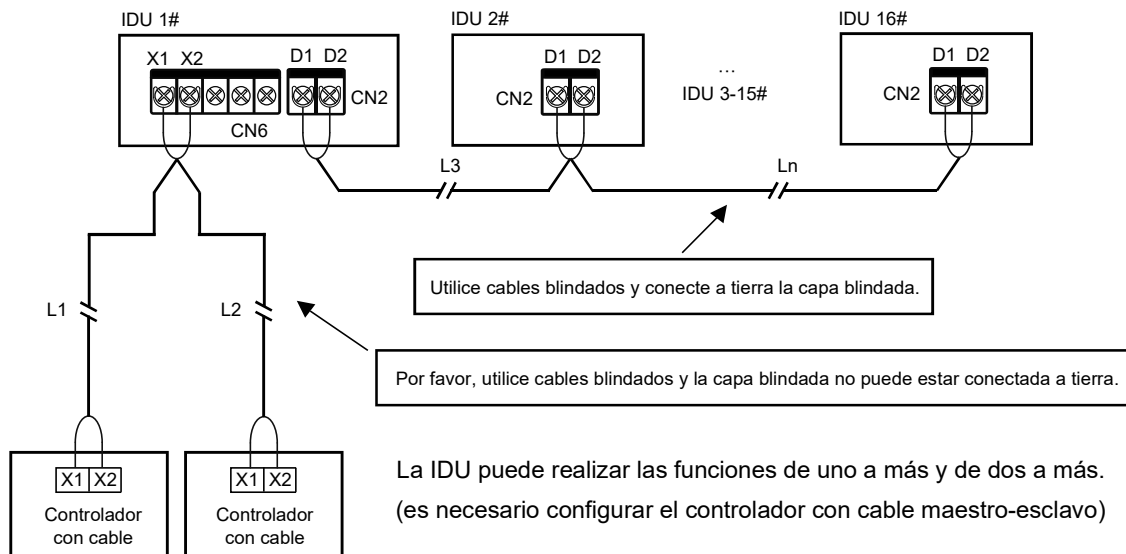 IDU 1#
IDU 2#
IDU 16#
X1 X2
D1 D2
CN2
CN6
D1 D2
CN2
...
IDU 3-15#
D1 D2
CN2
L3
Ln
Utilice cables blindados y conecte a tierra la capa blindada.
L1
L2
Por favor, utilice cables blindados y la capa blindada no puede estar conectada a tierra.
X1 X2
Controlador
con cable
X1 X2
Controlador
con cable
La IDU puede realizar las funciones de uno a más y de dos a más.
(es necesario configurar el controlador con cable maestro-esclavo)